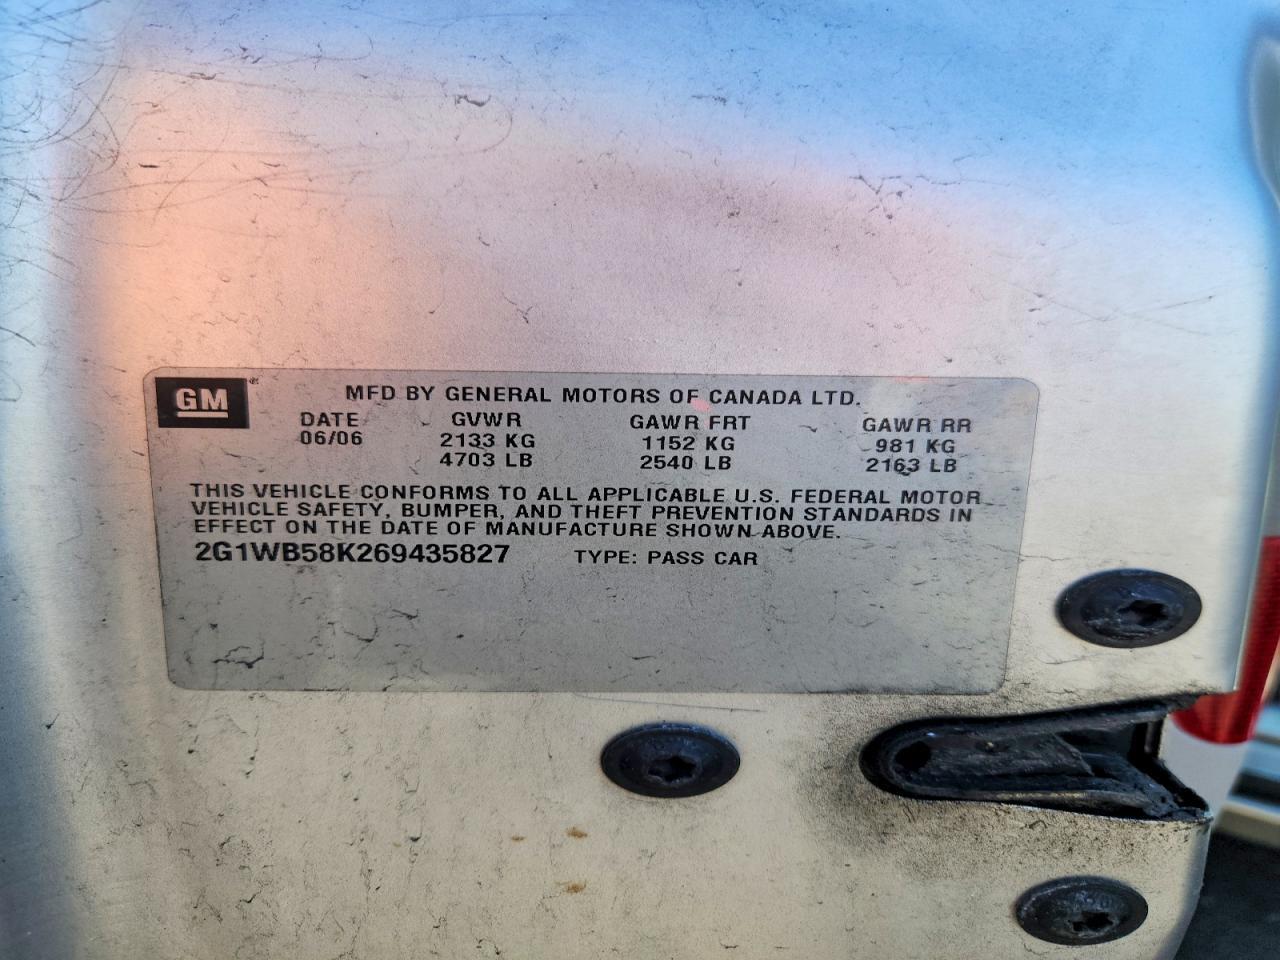 GM ®
MFD BY GENERAL MOTORS OF CANADA LTD.
DATE GVWR GAWR FRT GAWR RR
06/06 2133 KG 1152 KG 981 KG
4703 LB 2540 LB 2163 LB
THIS VEHICLE CONFORMS TO ALL APPLICABLE U.S. FEDERAL MOTOR
VEHICLE SAFETY, BUMPER, AND THEFT PREVENTION STANDARDS IN
EFFECT ON THE DATE OF MANUFACTURE SHOWN ABOVE.
2G1WB58K269435827 TYPE: PASS CAR